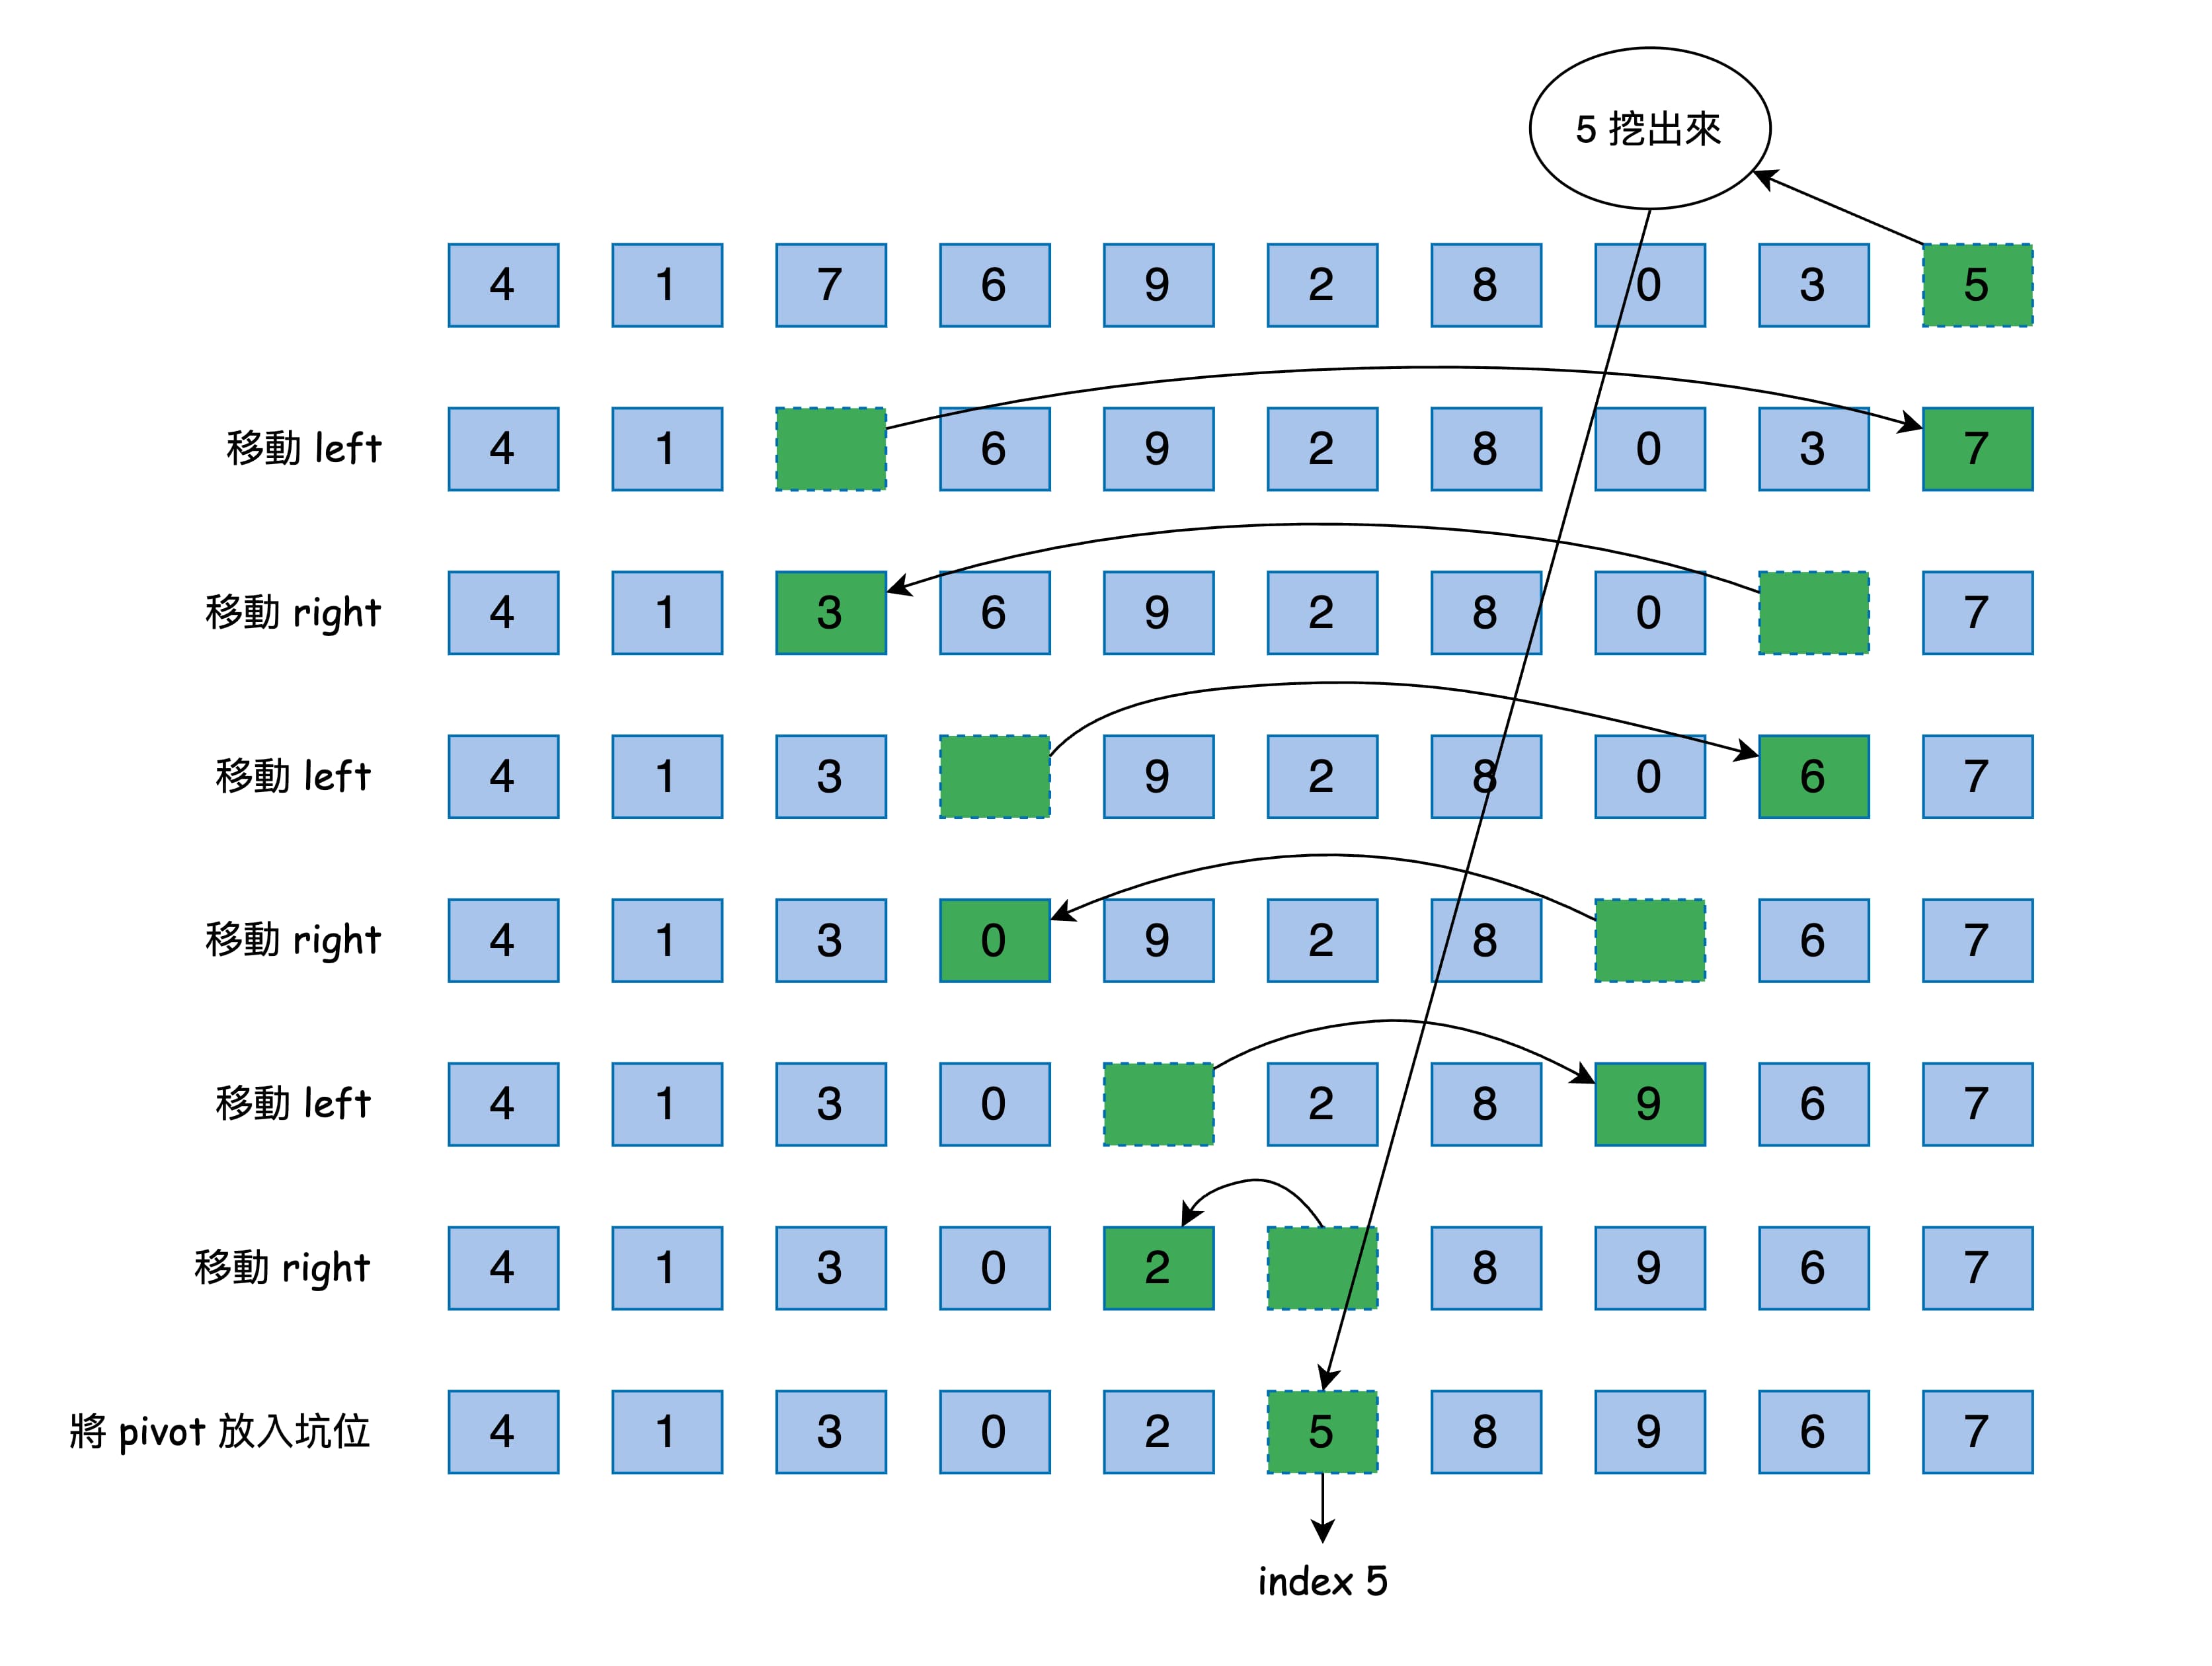 5 挖出來
4 1 7 6 9 2 8 0 3 5
移動 left 4 1 6 9 2 8 0 3 7
移動 right 4 1 3 6 9 2 8 0 7
移動 left 4 1 3 9 2 8 0 6 7
移動 right 4 1 3 0 9 2 8 6 7
移動 left 4 1 3 0 2 8 9 6 7
移動 right 4 1 3 0 2 8 9 6 7
將 pivot 放入坑位 4 1 3 0 2 5 8 9 6 7
index 5